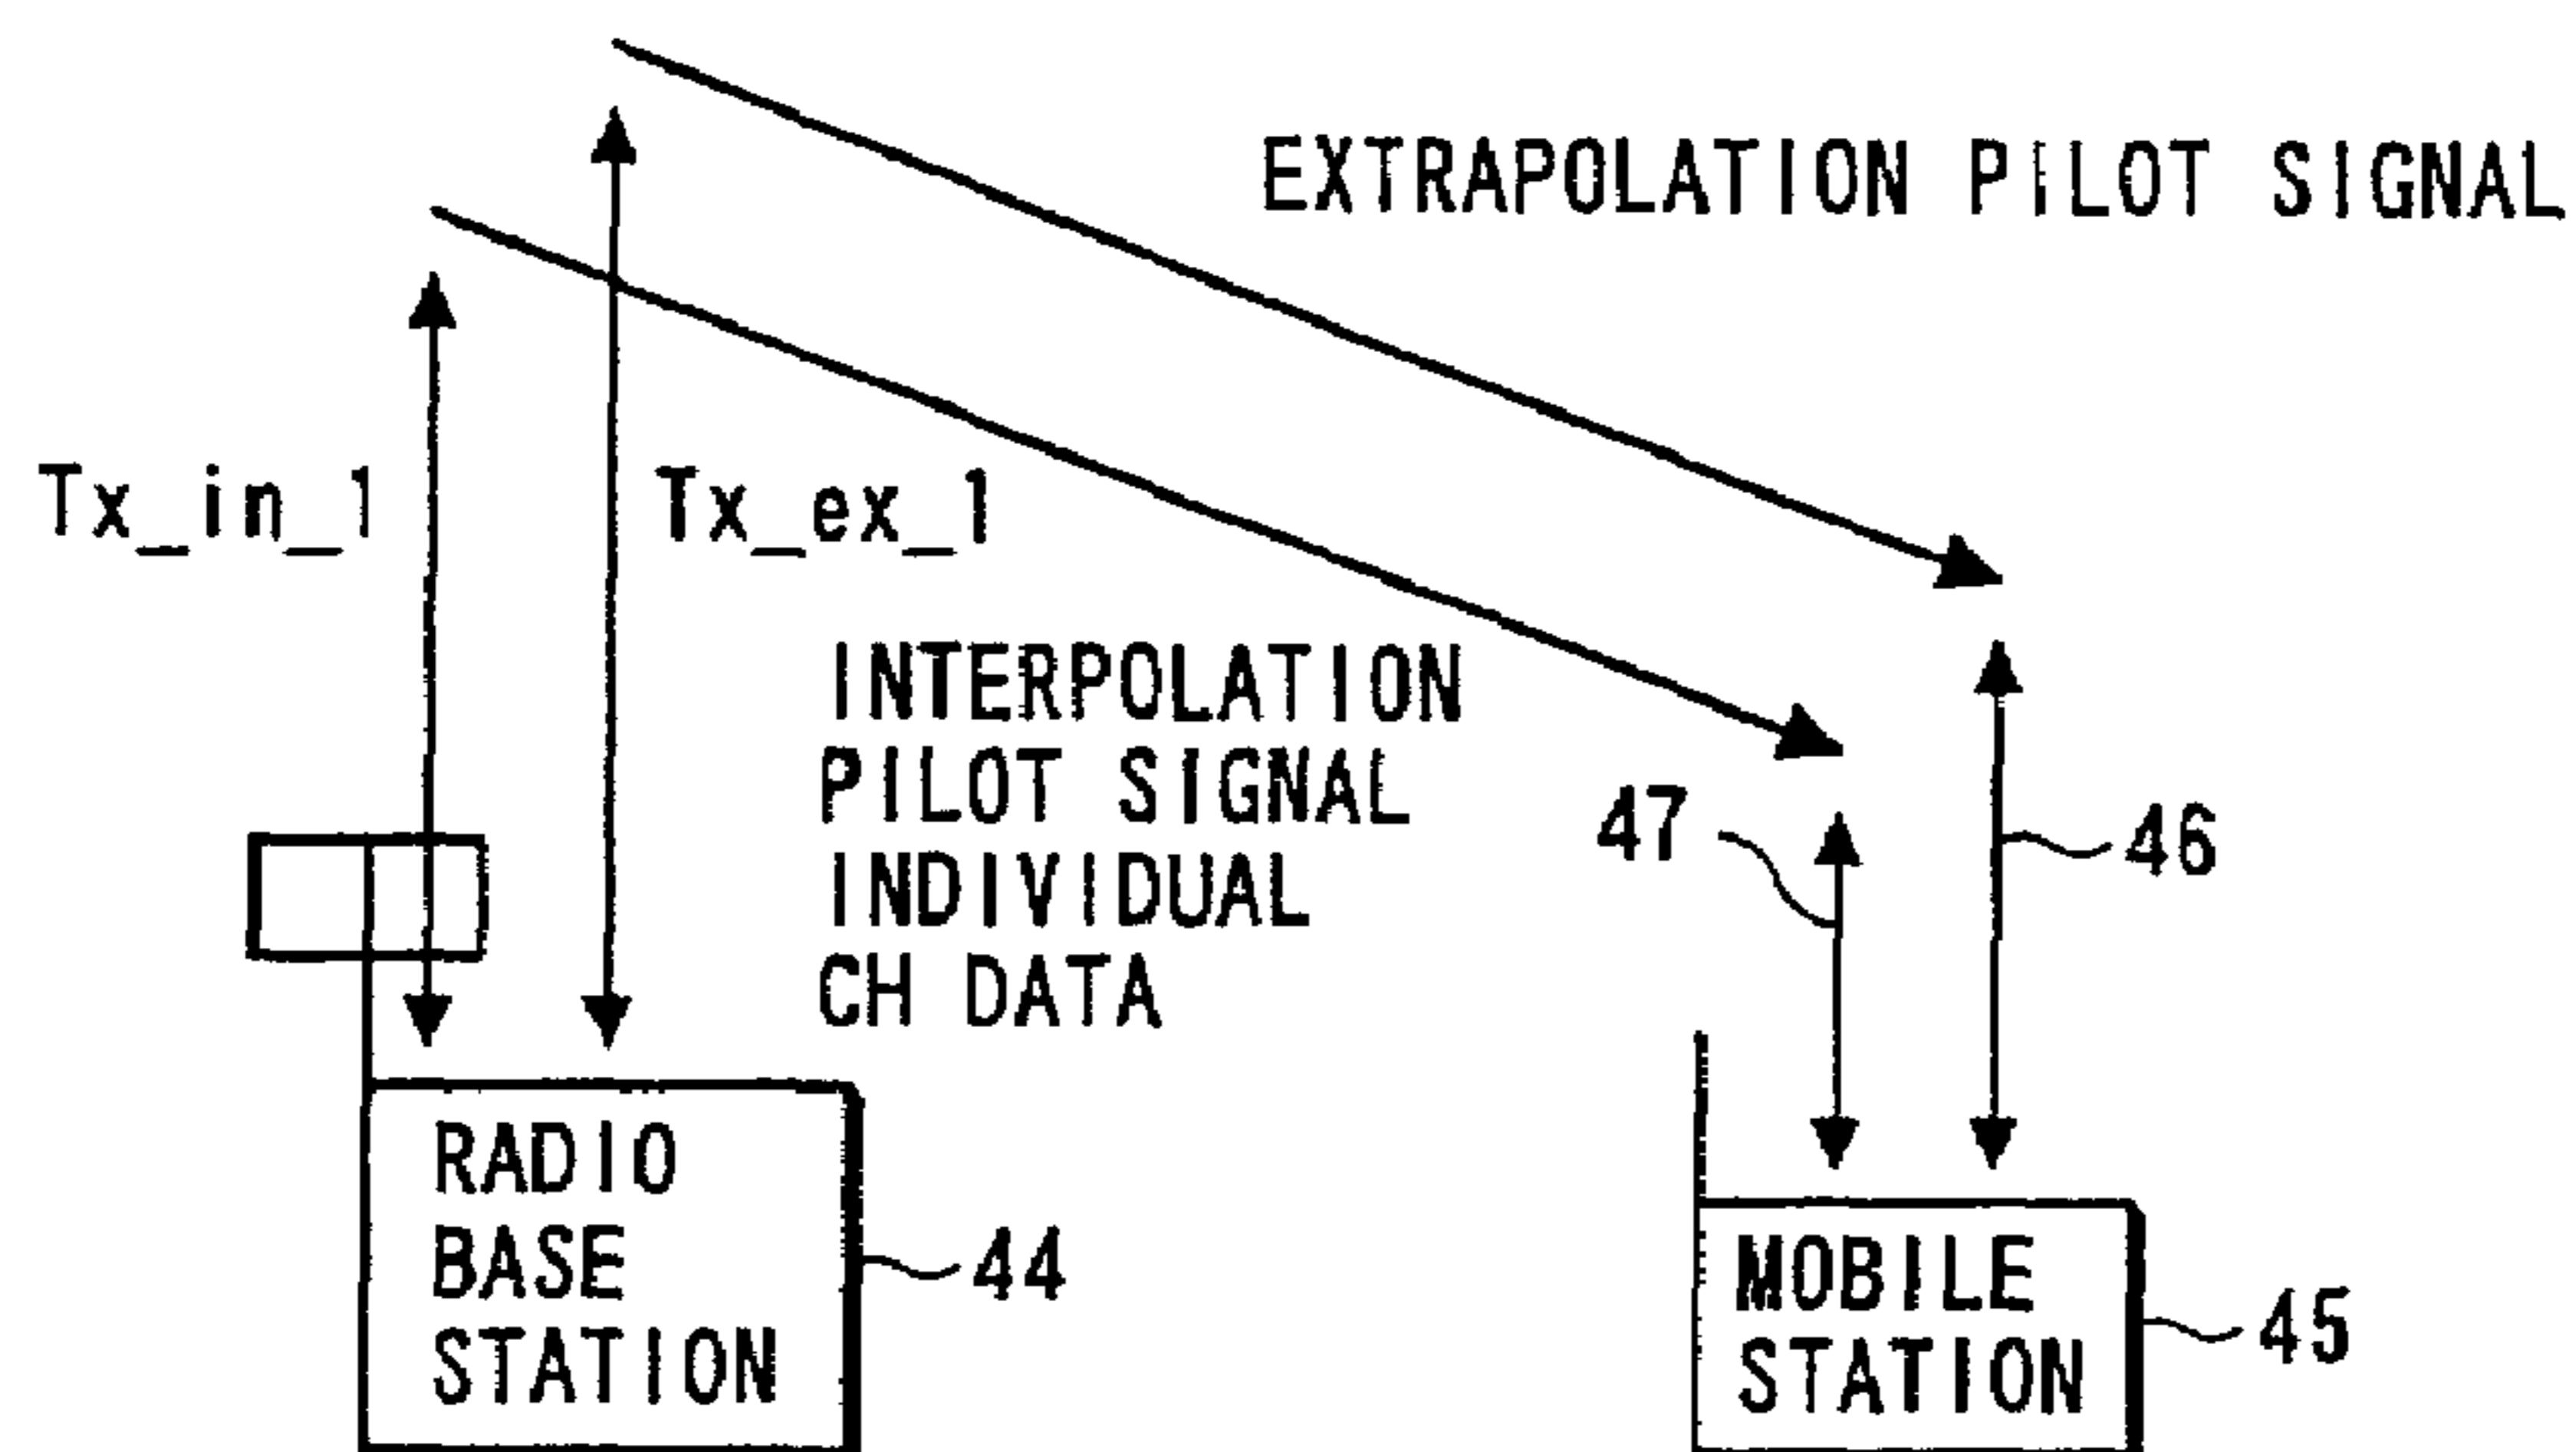 EXTRAPOLATION PILOT SIGNAL
Tx_in_1
Tx_ex_1
INTERPOLATION
PILOT SIGNAL
INDIVIDUAL
CH DATA
47
46
RADIO
BASE
STATION
44
MOBILE
STATION
45